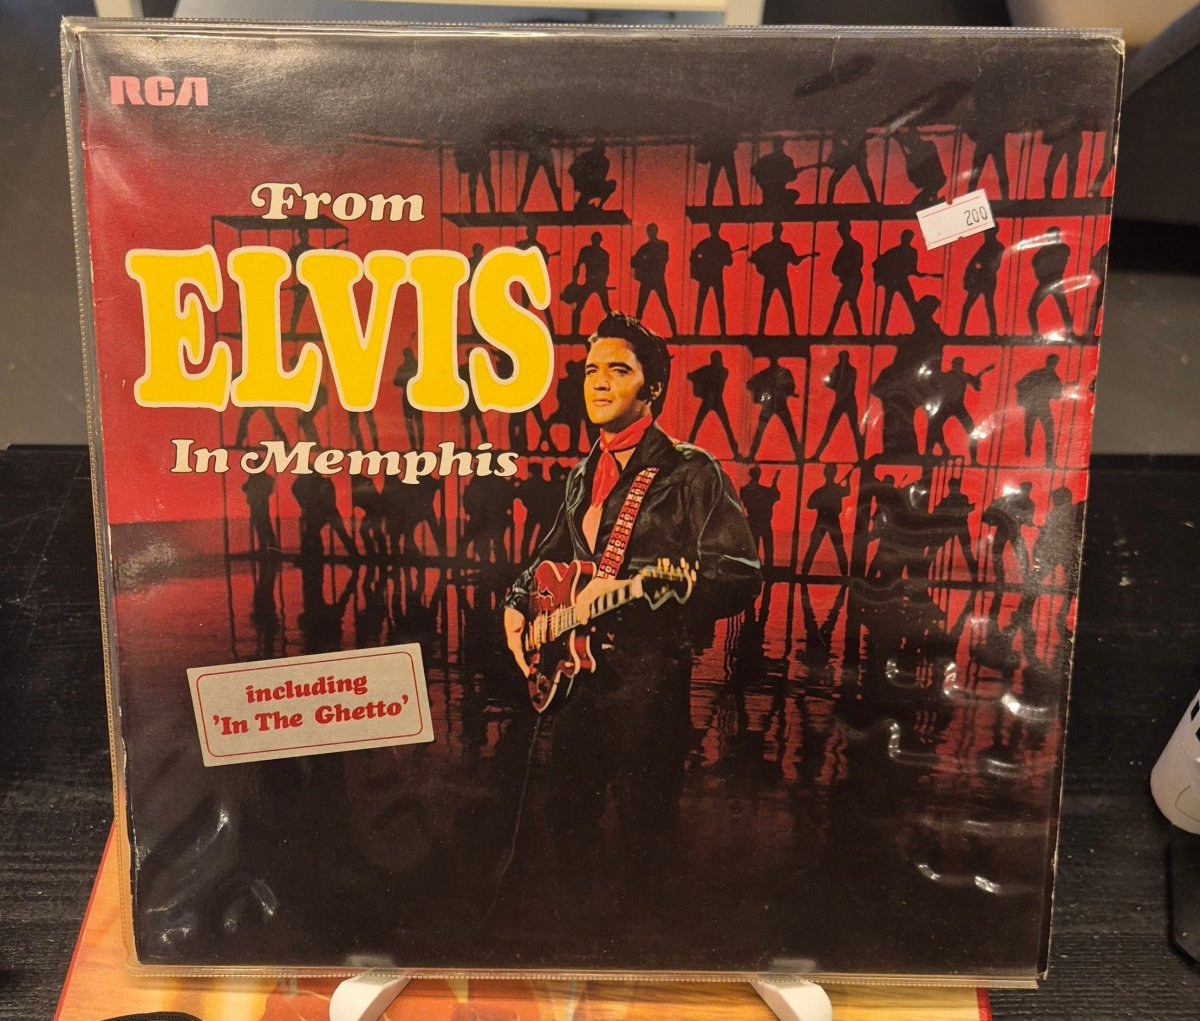 RCA
From
ELVIS
In Memphis
200
including
'In The Ghetto'